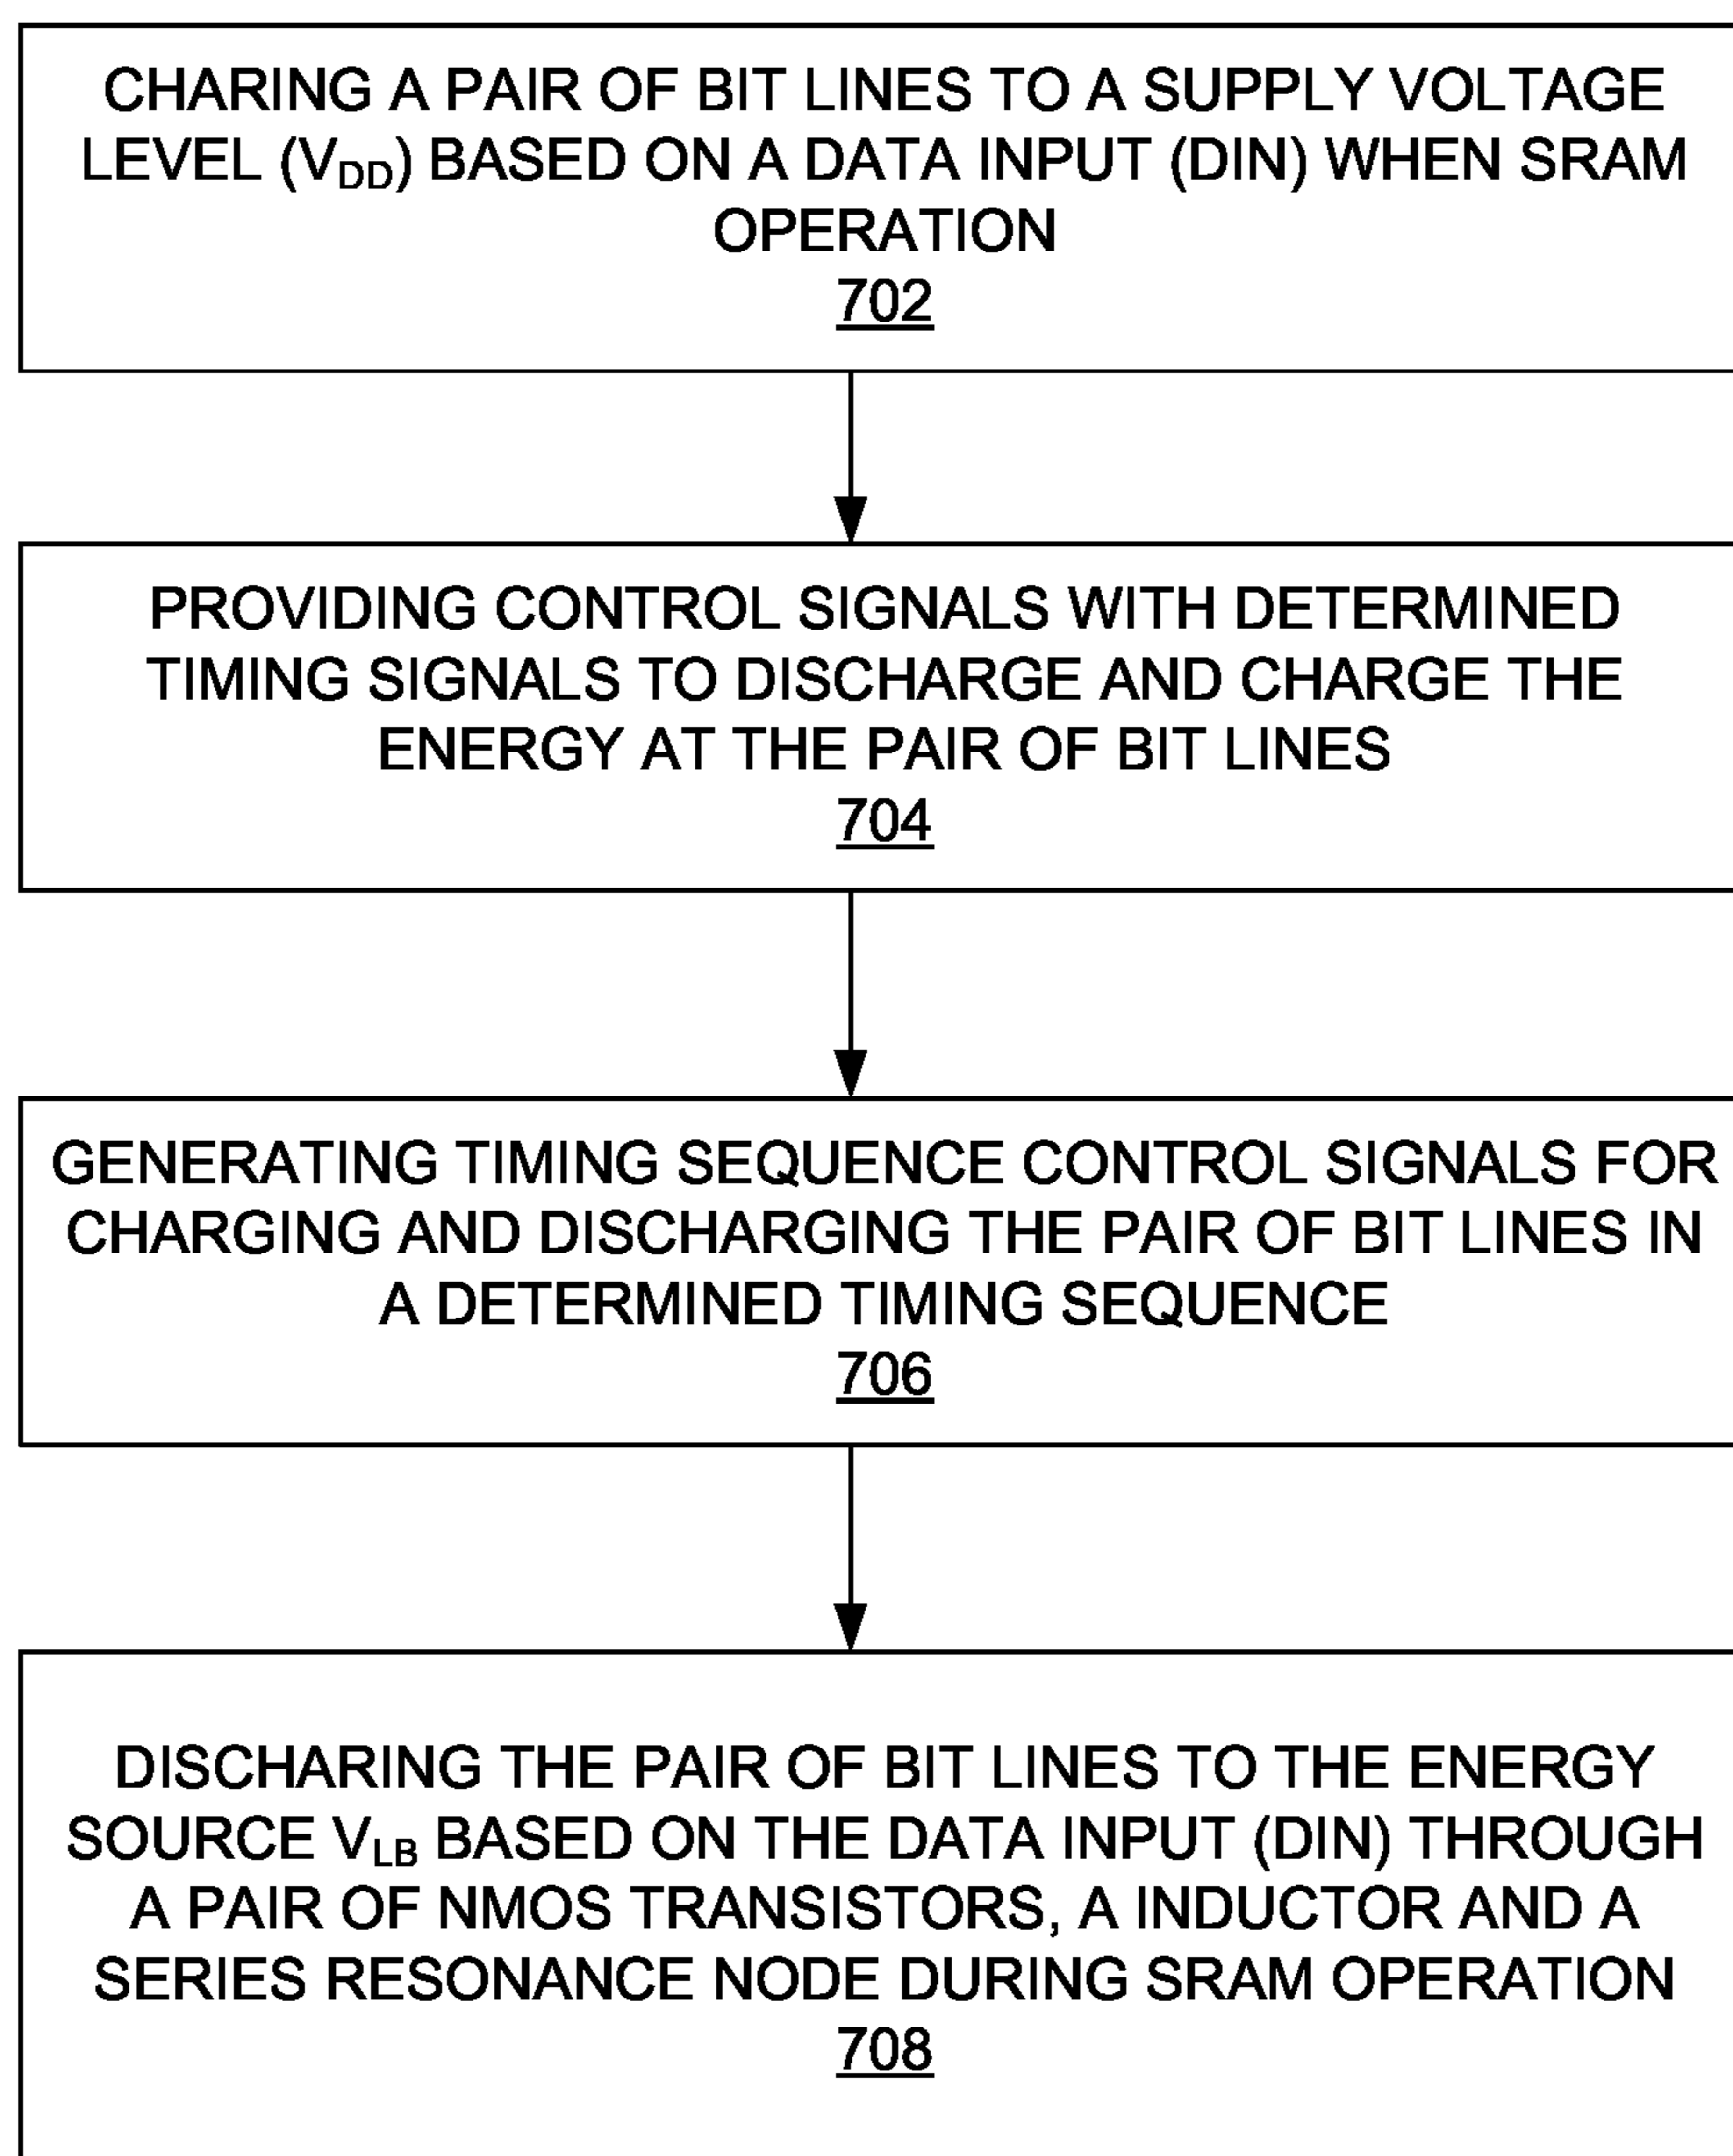 CHARING A PAIR OF BIT LINES TO A SUPPLY VOLTAGE
LEVEL (VDD) BASED ON A DATA INPUT (DIN) WHEN SRAM
OPERATION
702
PROVIDING CONTROL SIGNALS WITH DETERMINED
TIMING SIGNALS TO DISCHARGE AND CHARGE THE
ENERGY AT THE PAIR OF BIT LINES
704
GENERATING TIMING SEQUENCE CONTROL SIGNALS FOR
CHARGING AND DISCHARGING THE PAIR OF BIT LINES IN
A DETERMINED TIMING SEQUENCE
706
DISCHARING THE PAIR OF BIT LINES TO THE ENERGY
SOURCE VLB BASED ON THE DATA INPUT (DIN) THROUGH
A PAIR OF NMOS TRANSISTORS, A INDUCTOR AND A
SERIES RESONANCE NODE DURING SRAM OPERATION
708